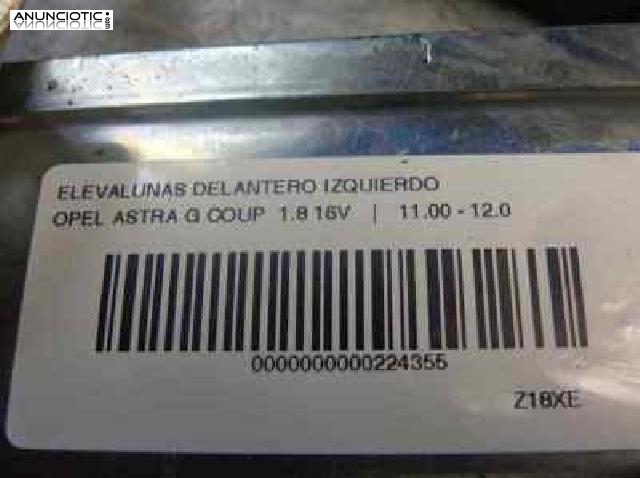 ANUNCIOTIC
ELEVALUNAS DELANTERO IZQUIERDO
OPEL ASTRA G COUP 1.8 16V | 11.00 - 12.0
0000000000224355
Z18XE